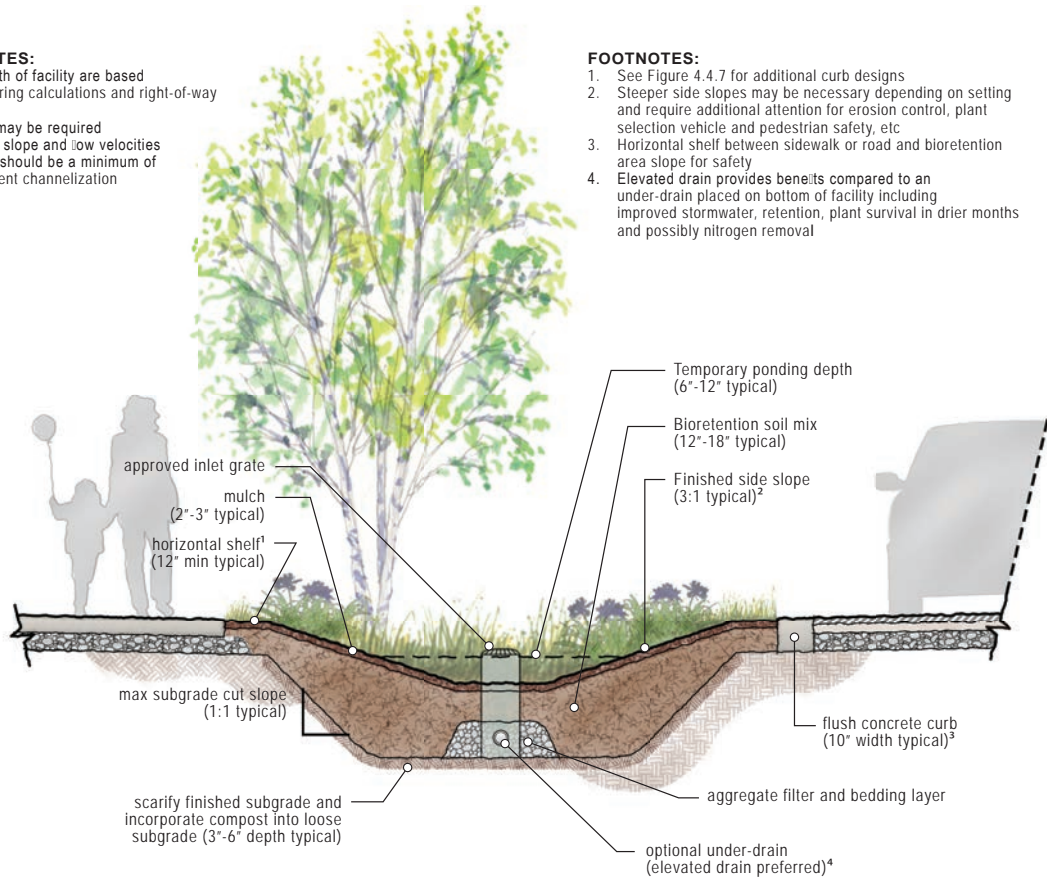 TES:
th of facility are based
ring calculations and right-of-way
may be required
slope and low velocities
should be a minimum of
ent channelization
FOOTNOTES:
1. See Figure 4.4.7 for additional curb designs
2. Steeper side slopes may be necessary depending on setting
and require additional attention for erosion control, plant
selection vehicle and pedestrian safety, etc
3. Horizontal shelf between sidewalk or road and bioretention
area slope for safety
4. Elevated drain provides benefits compared to an
under-drain placed on bottom of facility including
improved stormwater, retention, plant survival in drier months
and possibly nitrogen removal
Temporary ponding depth
(6"-12" typical)
Bioretention soil mix
(12"-18" typical)
Finished side slope
(3:1 typical)²
approved inlet grate
mulch
(2"-3" typical)
horizontal shelf¹
(12" min typical)
max subgrade cut slope
(1:1 typical)
flush concrete curb
(10" width typical)³
scarify finished subgrade and
incorporate compost into loose
subgrade (3"-6" depth typical)
aggregate filter and bedding layer
optional under-drain
(elevated drain preferred)⁴